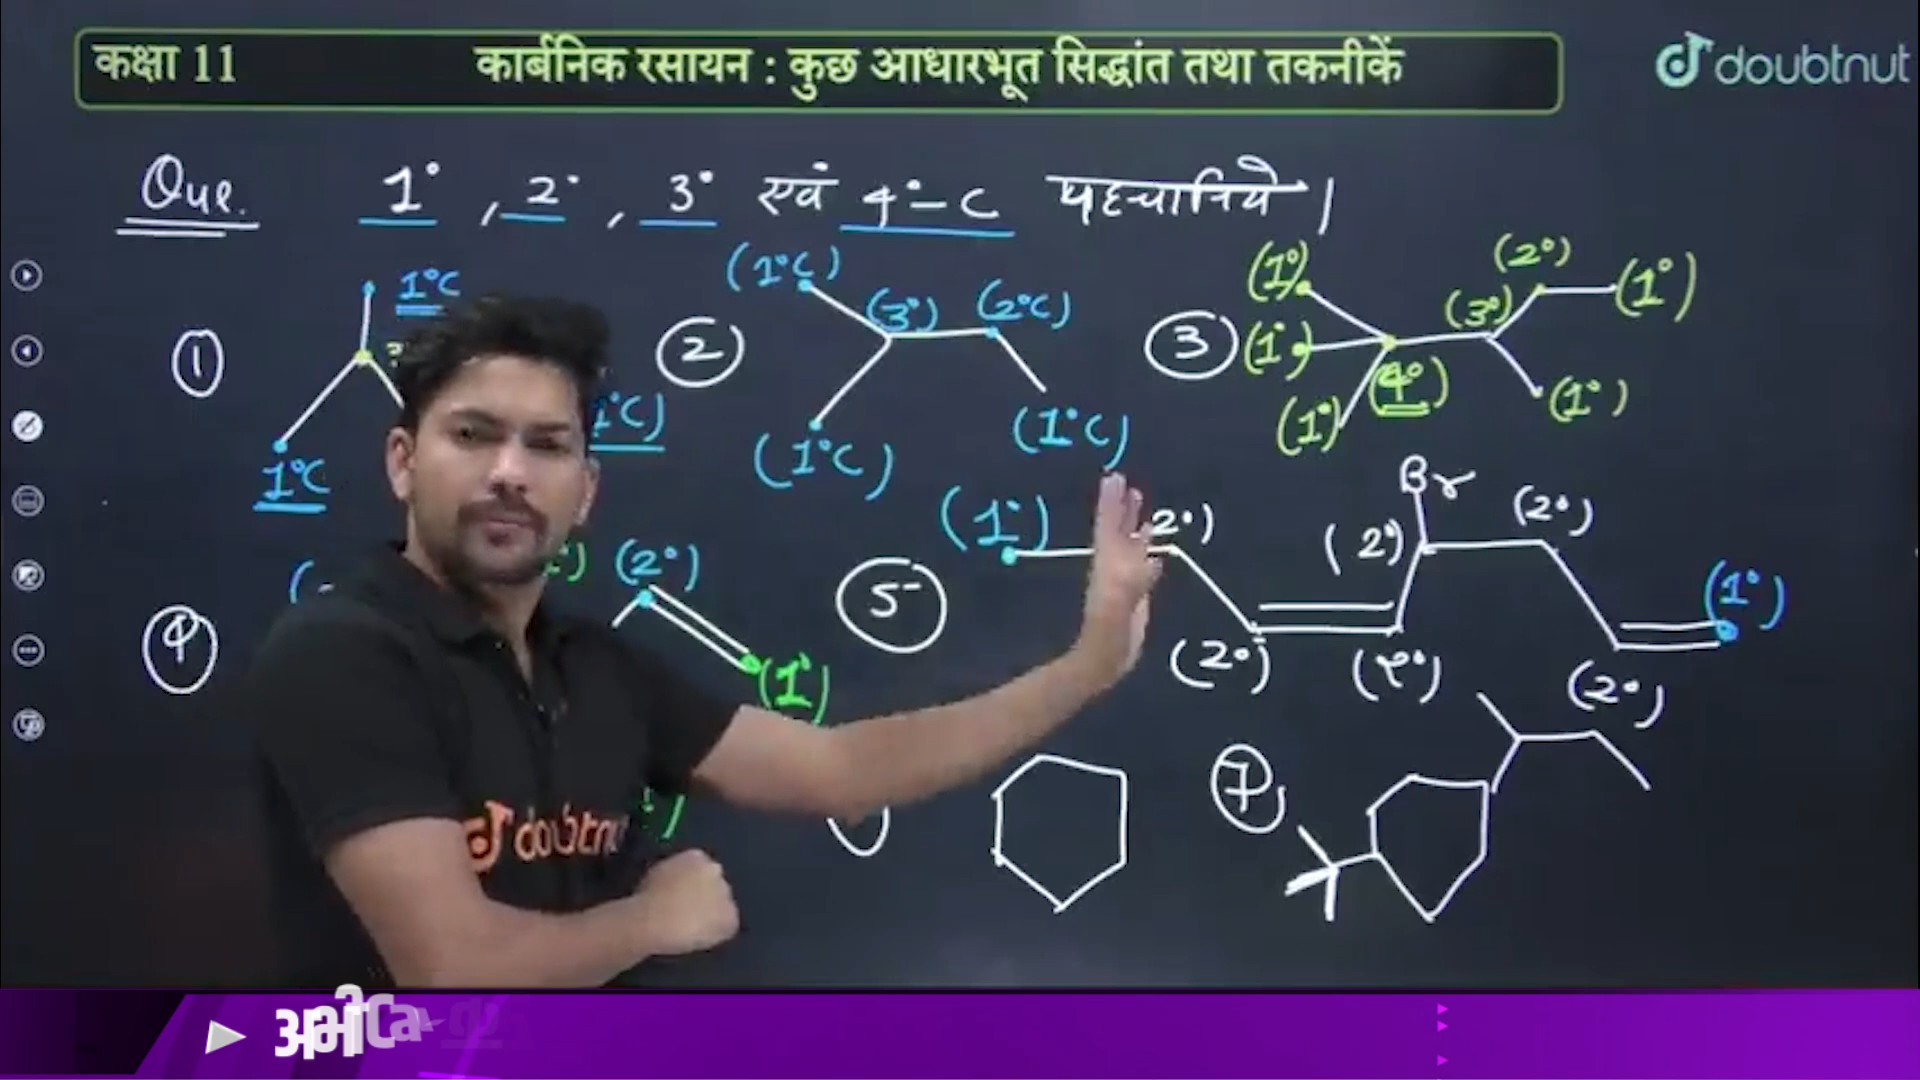 कक्षा 11 कार्बनिक रसायन : कुछ आधारभूत सिद्धांत तथा तकनीकें
doubtnut
Que. 1°, 2°, 3° एवं 4°-C पहचानिये।
① 1°C 1°C 1°C)
② (1°C) (3°) (2°C) (1°C) (1°C)
③ (1°) (1°) (1°) (4°) (3°) (2°) (1°) (1°)
(2°) (1°)
⑤ (1°) 2°) (2°) (2°) (2°) Br (2°) (2°) (1°)
⑦
doubtnut